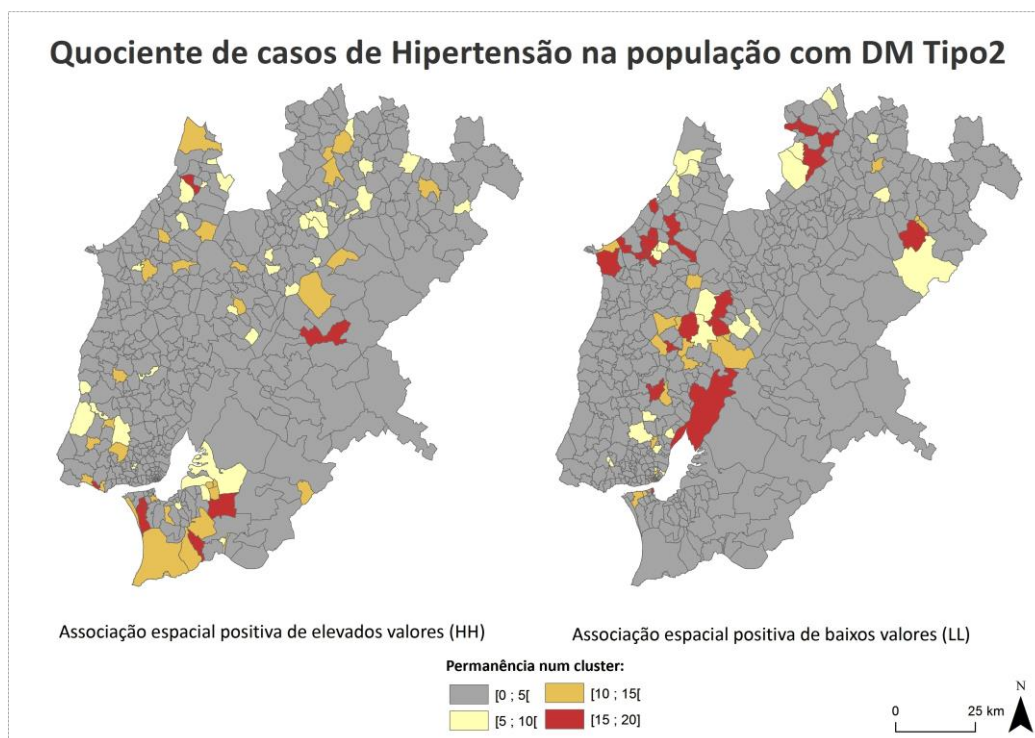 Quociente de casos de Hipertensão na população com DM Tipo2
Associação espacial positiva de elevados valores (HH)
Associação espacial positiva de baixos valores (LL)
Permanência num cluster:
[0 ; 5[
[10 ; 15[
[5 ; 10[
[15 ; 20]
0
25 km
N